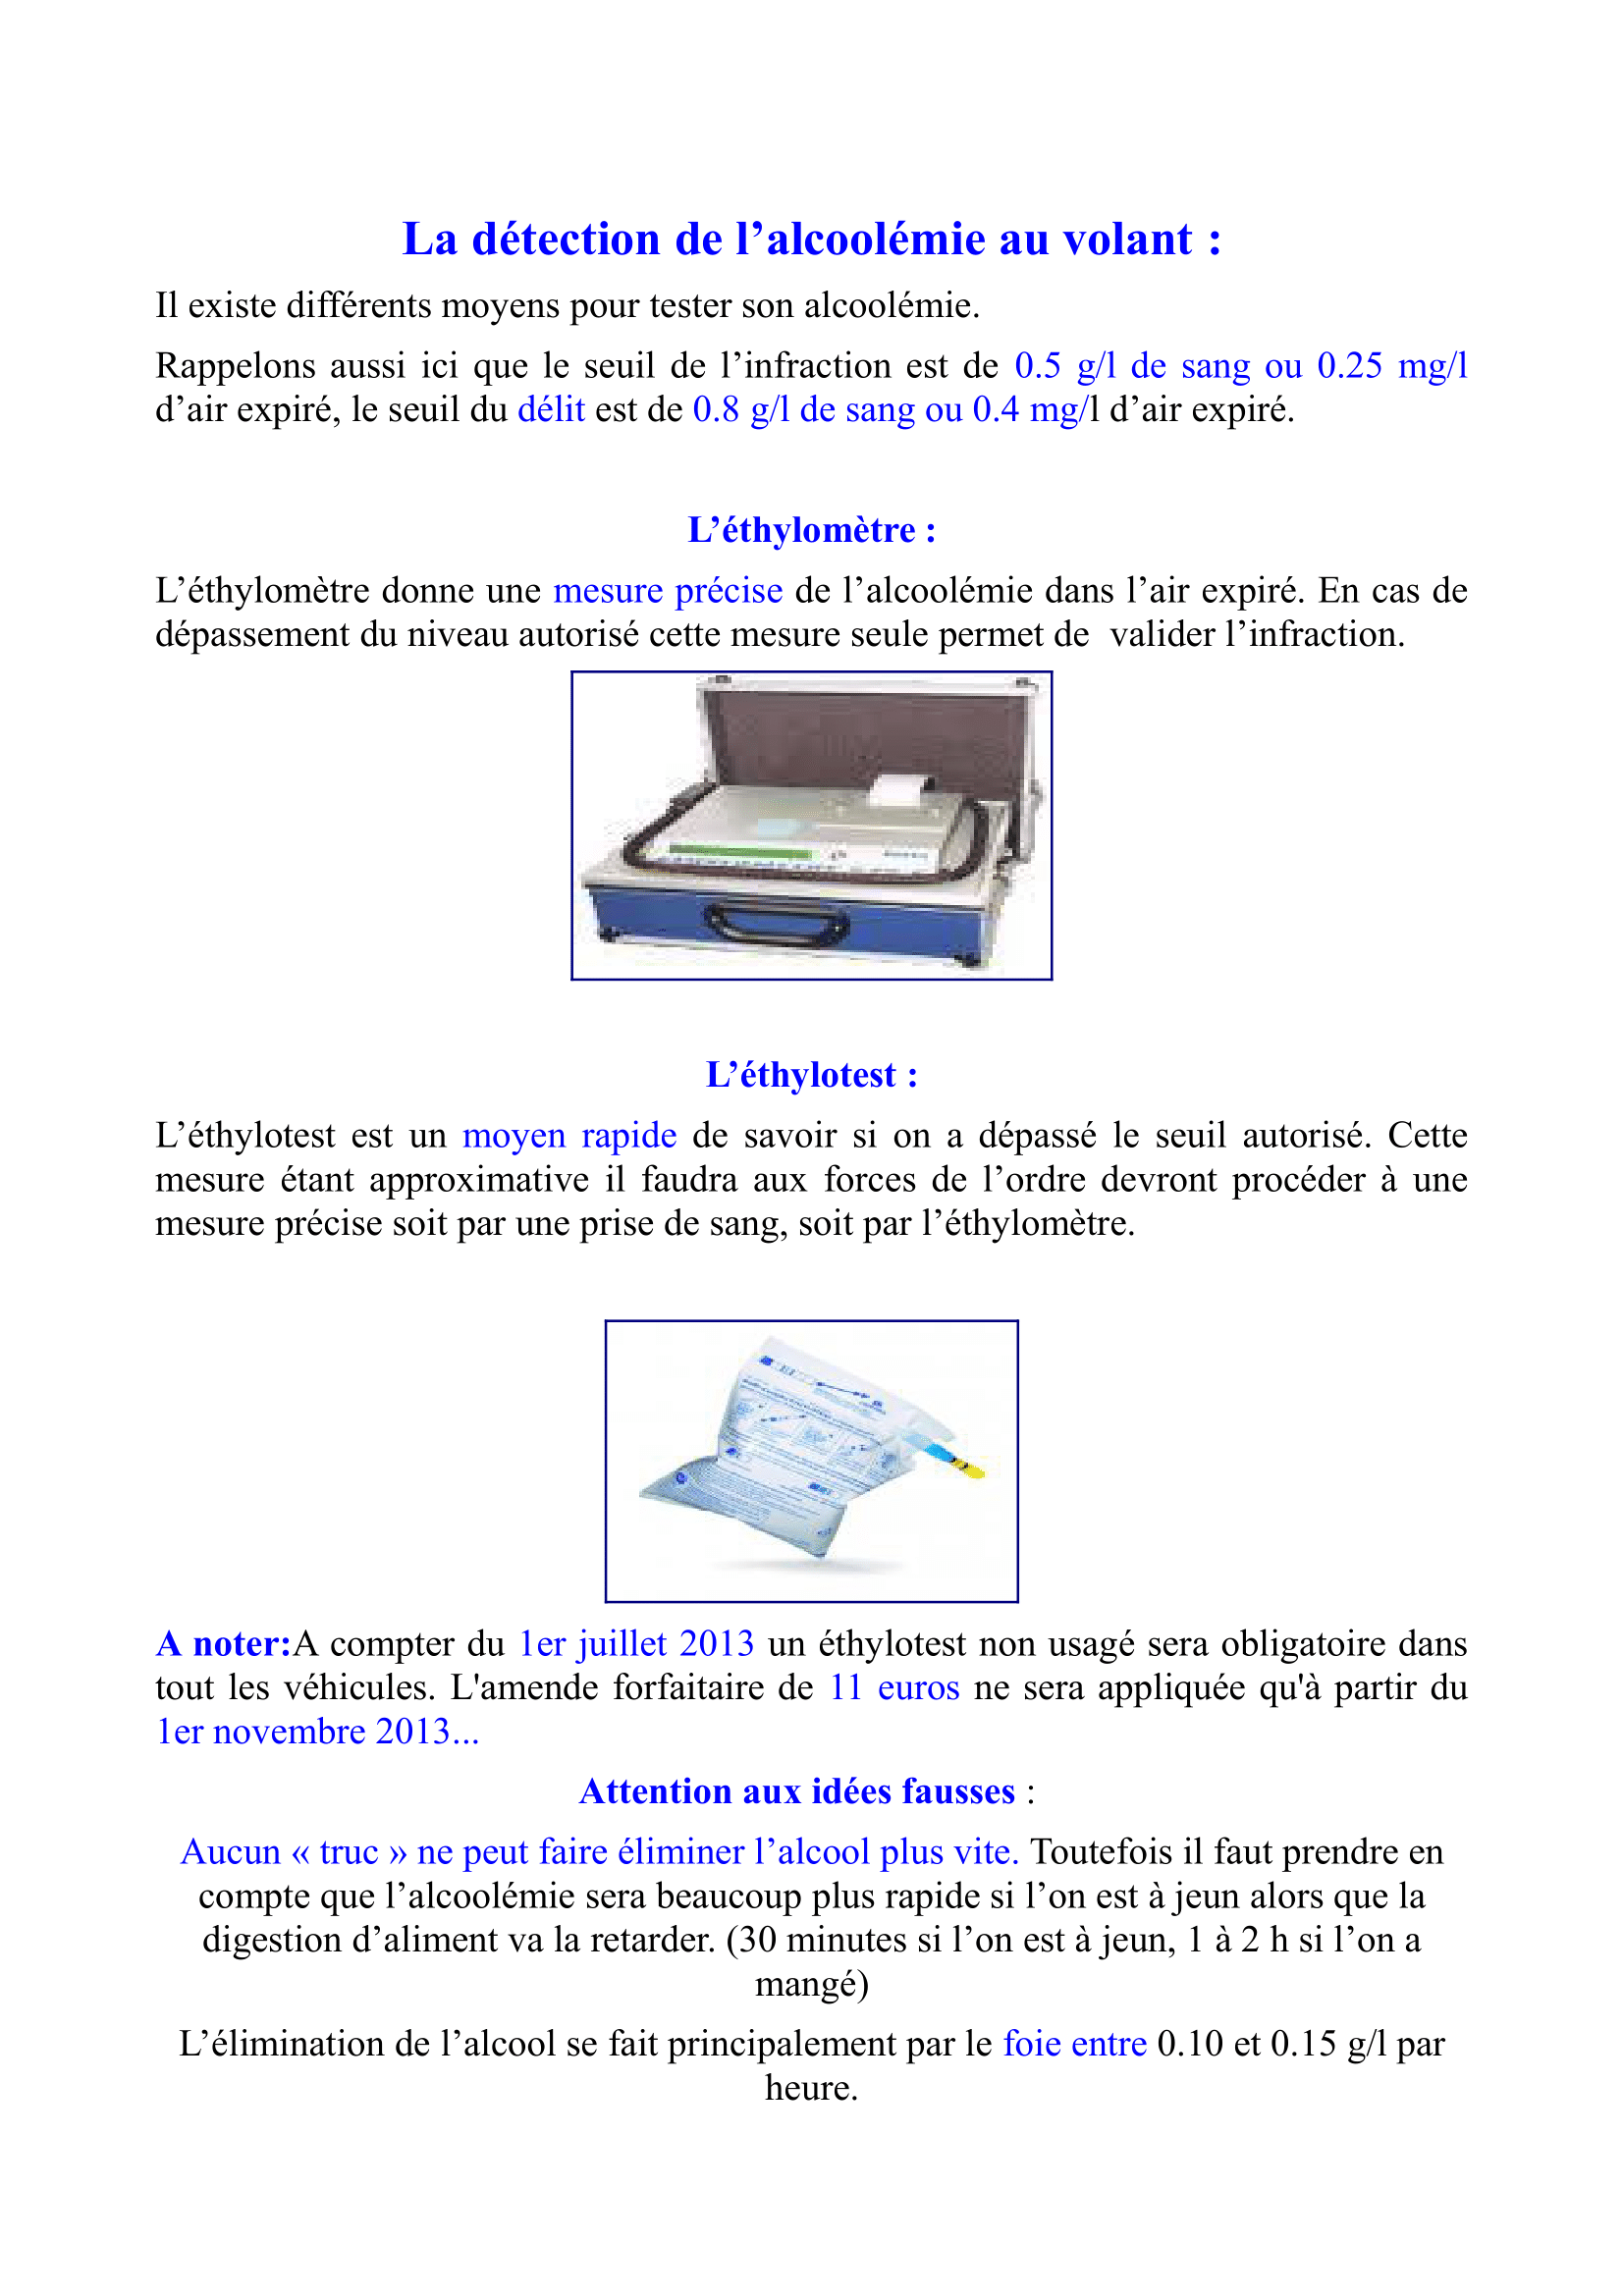 La détection de l’alcoolémie au volant :
Il existe différents moyens pour tester son alcoolémie.
Rappelons aussi ici que le seuil de l’infraction est de 0.5 g/l de sang ou 0.25 mg/l
d’air expiré, le seuil du délit est de 0.8 g/l de sang ou 0.4 mg/l d’air expiré.
L’éthylomètre :
L’éthylomètre donne une mesure précise de l’alcoolémie dans l’air expiré. En cas de
dépassement du niveau autorisé cette mesure seule permet de  valider l’infraction.
L’éthylotest :
L’éthylotest est un moyen rapide de savoir si on a dépassé le seuil autorisé. Cette
mesure étant approximative il faudra aux forces de l’ordre devront procéder à une
mesure précise soit par une prise de sang, soit par l’éthylomètre.
A noter:A compter du 1er juillet 2013 un éthylotest non usagé sera obligatoire dans
tout les véhicules. L'amende forfaitaire de 11 euros ne sera appliquée qu'à partir du
1er novembre 2013...
Attention aux idées fausses :
Aucun « truc » ne peut faire éliminer l’alcool plus vite. Toutefois il faut prendre en
compte que l’alcoolémie sera beaucoup plus rapide si l’on est à jeun alors que la
digestion d’aliment va la retarder. (30 minutes si l’on est à jeun, 1 à 2 h si l’on a
mangé)
L’élimination de l’alcool se fait principalement par le foie entre 0.10 et 0.15 g/l par
heure.